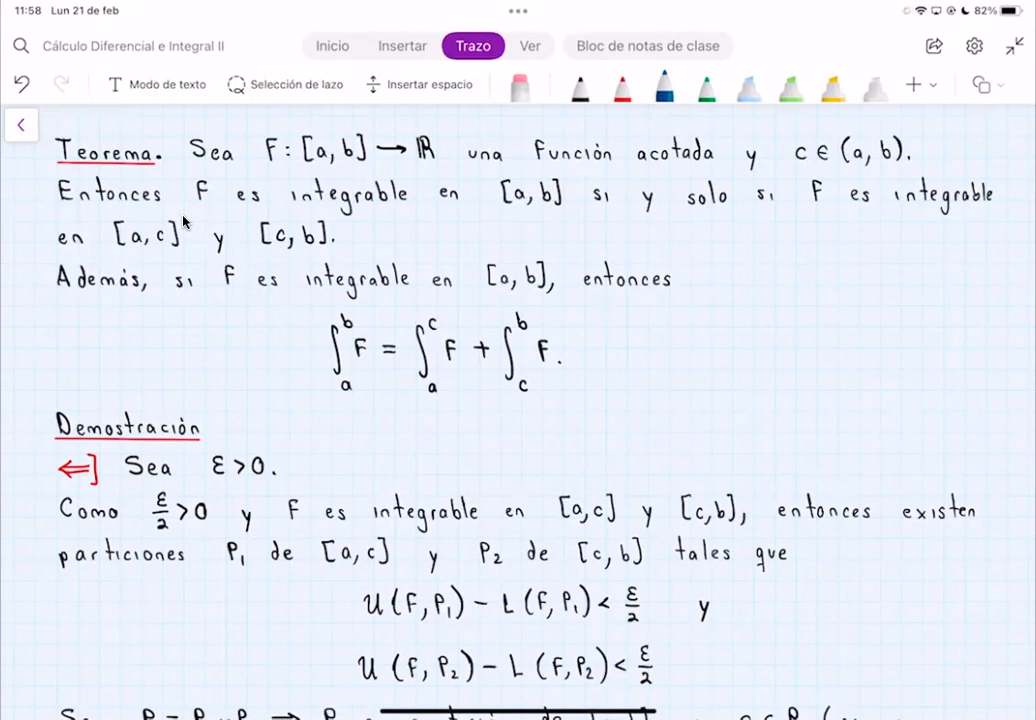 11:58 Lun 21 de feb
82%
Cálculo Diferencial e Integral II
Inicio Insertar Trazo Ver Bloc de notas de clase
Modo de texto Selección de lazo Insertar espacio
Teorema. Sea F: [a, b] → ℝ una función acotada y c ∈ (a, b).
Entonces F es integrable en [a, b] si y solo si F es integrable
en [a, c] y [c, b].
Además, si F es integrable en [a, b], entonces
∫_a^b F = ∫_a^c F + ∫_c^b F.
Demostración
⇐] Sea ε > 0.
Como ε/2 > 0 y F es integrable en [a,c] y [c, b], entonces existen
particiones P₁ de [a, c] y P₂ de [c, b] tales que
U(F, P₁) − L(F, P₁) < ε/2 y
U (F, P₂) − L (F, P₂) < ε/2